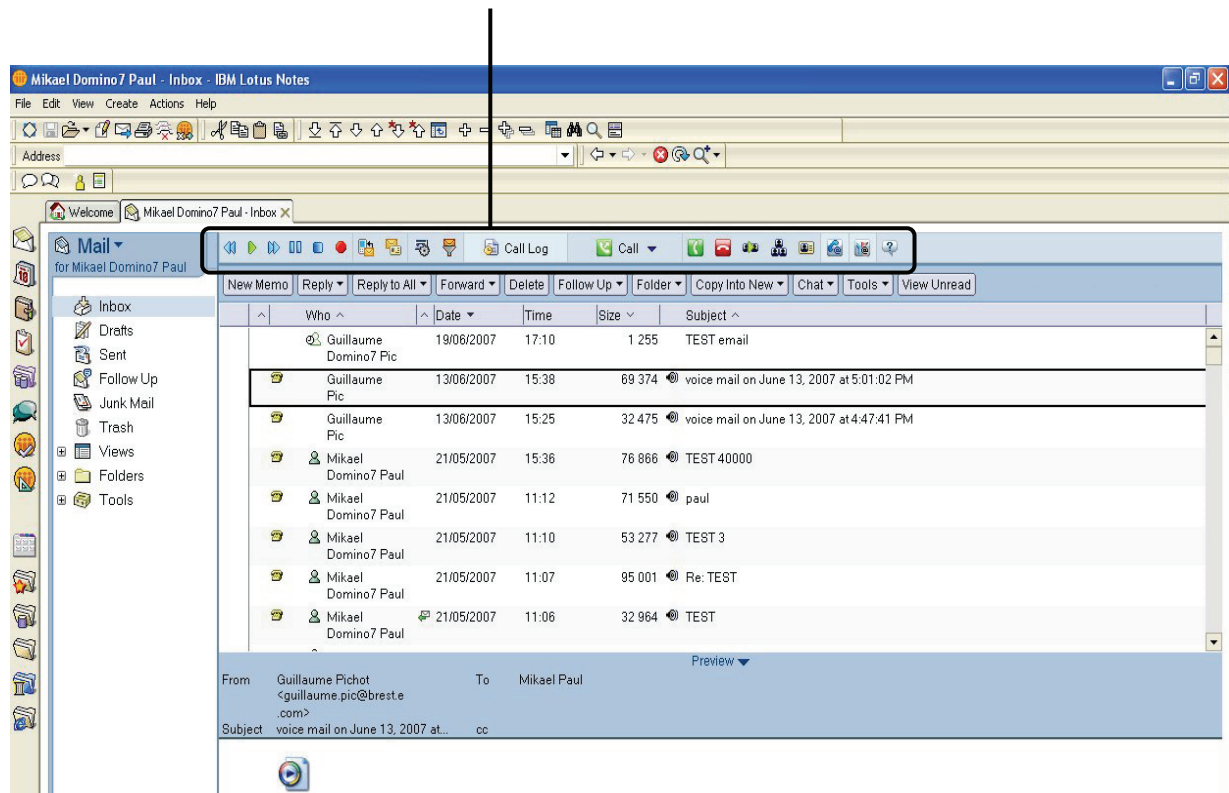 Mikael Domino7 Paul - Inbox - IBM Lotus Notes
File Edit View Create Actions Help
Address
Welcome Mikael Domino7 Paul - Inbox
Mail
for Mikael Domino7 Paul
Call Log Call
New Memo Reply Reply to All Forward Delete Follow Up Folder Copy Into New Chat Tools View Unread
Inbox
Drafts
Sent
Follow Up
Junk Mail
Trash
Views
Folders
Tools
Who Date Time Size Subject
Guillaume 19/06/2007 17:10 1 255 TEST email
Domino7 Pic
Guillaume 13/06/2007 15:38 69 374 voice mail on June 13, 2007 at 5:01:02 PM
Pic
Guillaume 13/06/2007 15:25 32 475 voice mail on June 13, 2007 at 4:47:41 PM
Pic
Mikael 21/05/2007 15:36 76 866 TEST 40000
Domino7 Paul
Mikael 21/05/2007 11:12 71 550 paul
Domino7 Paul
Mikael 21/05/2007 11:10 53 277 TEST 3
Domino7 Paul
Mikael 21/05/2007 11:07 95 001 Re: TEST
Domino7 Paul
Mikael 21/05/2007 11:06 32 964 TEST
Domino7 Paul
Preview
From Guillaume Pichot To Mikael Paul
<guillaume.pic@brest.e
.com>
Subject voice mail on June 13, 2007 at... cc